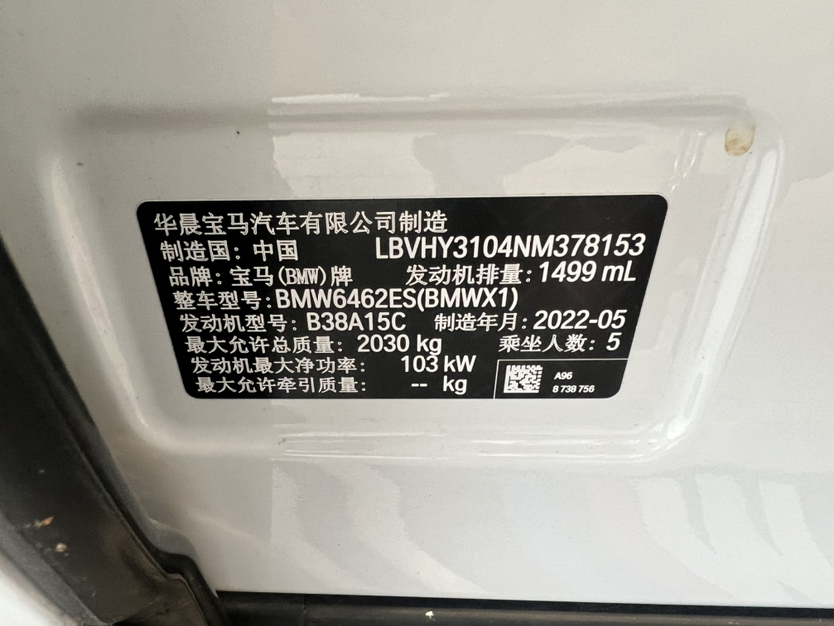 华晨宝马汽车有限公司制造
制造国：中国 LBVHY3104NM378153
品牌：宝马(BMW)牌 发动机排量：1499 mL
整车型号：BMW6462ES(BMWX1)
发动机型号：B38A15C 制造年月：2022-05
最大允许总质量：2030 kg 乘坐人数：5
发动机最大净功率：103 kW
最大允许牵引质量：-- kg
A96
8 738 756